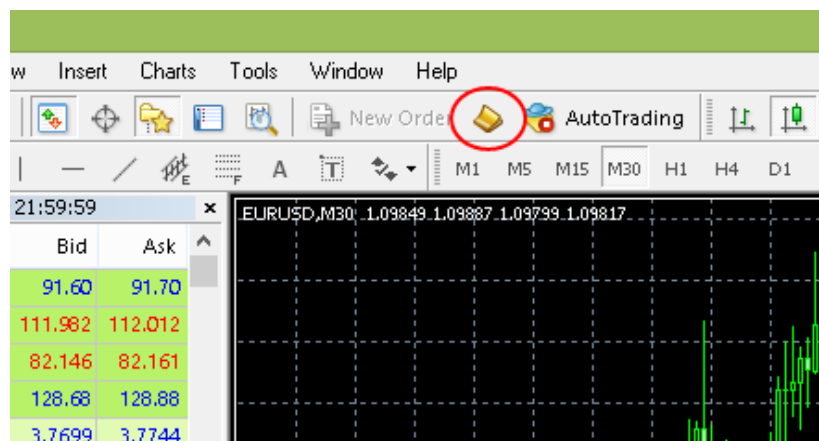 w Insert Charts Tools Window Help
New Order AutoTrading
E F A T M1 M5 M15 M30 H1 H4 D1
21:59:59 x EURUSD,M30 1.09849 1.09887 1.09799 1.09817
Bid Ask
91.60 91.70
111.982 112.012
82.146 82.161
128.68 128.88
3.7699 3.7744